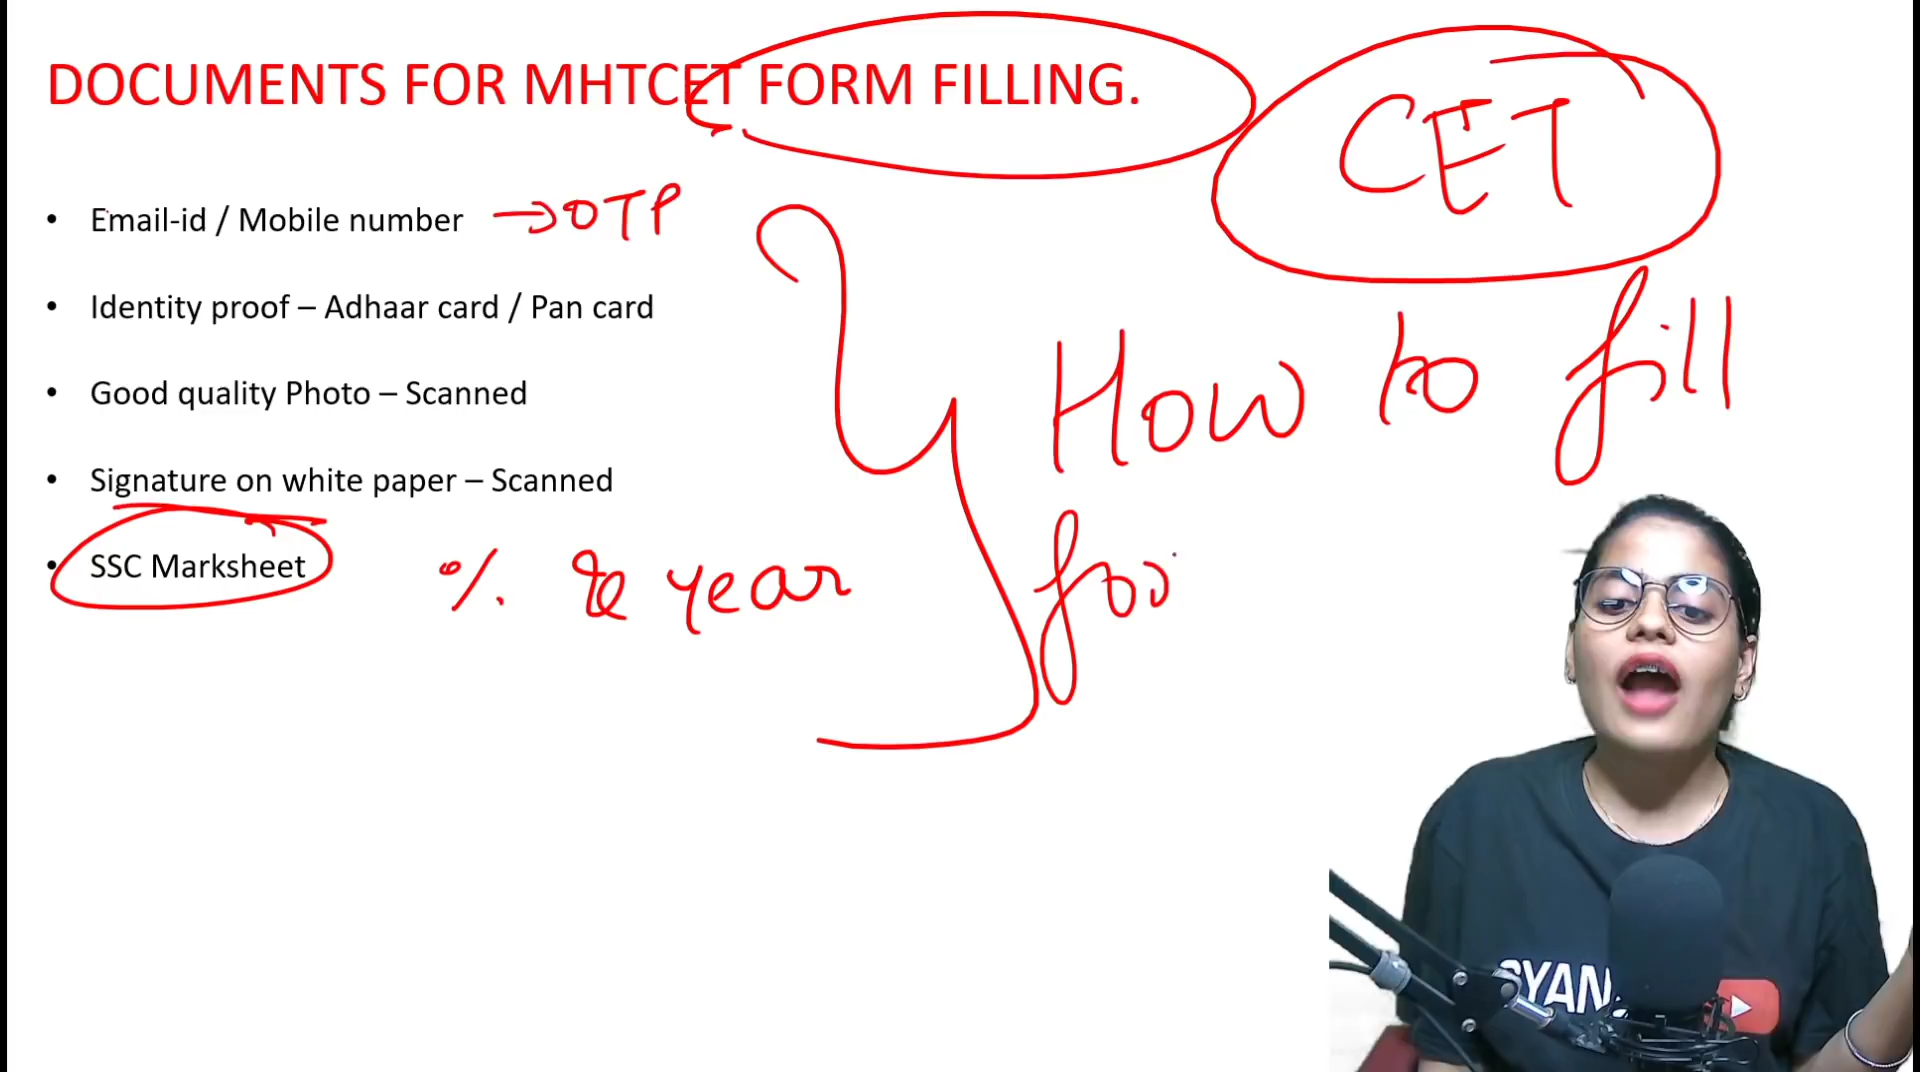 DOCUMENTS FOR MHTCET FORM FILLING.
CET
• Email-id / Mobile number → OTP
• Identity proof – Adhaar card / Pan card
How to fill
• Good quality Photo – Scanned
• Signature on white paper – Scanned
• SSC Marksheet % & year